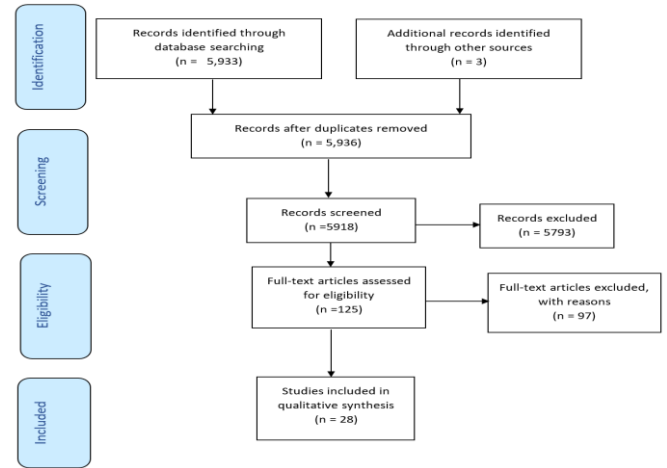 Identification
Records identified through
database searching
(n = 5,933)
Additional records identified
through other sources
(n = 3)
Records after duplicates removed
(n = 5,936)
Screening
Records screened
(n =5918)
Records excluded
(n = 5793)
Eligibility
Full-text articles assessed
for eligibility
(n =125)
Full-text articles excluded,
with reasons
(n = 97)
Included
Studies included in
qualitative synthesis
(n = 28)